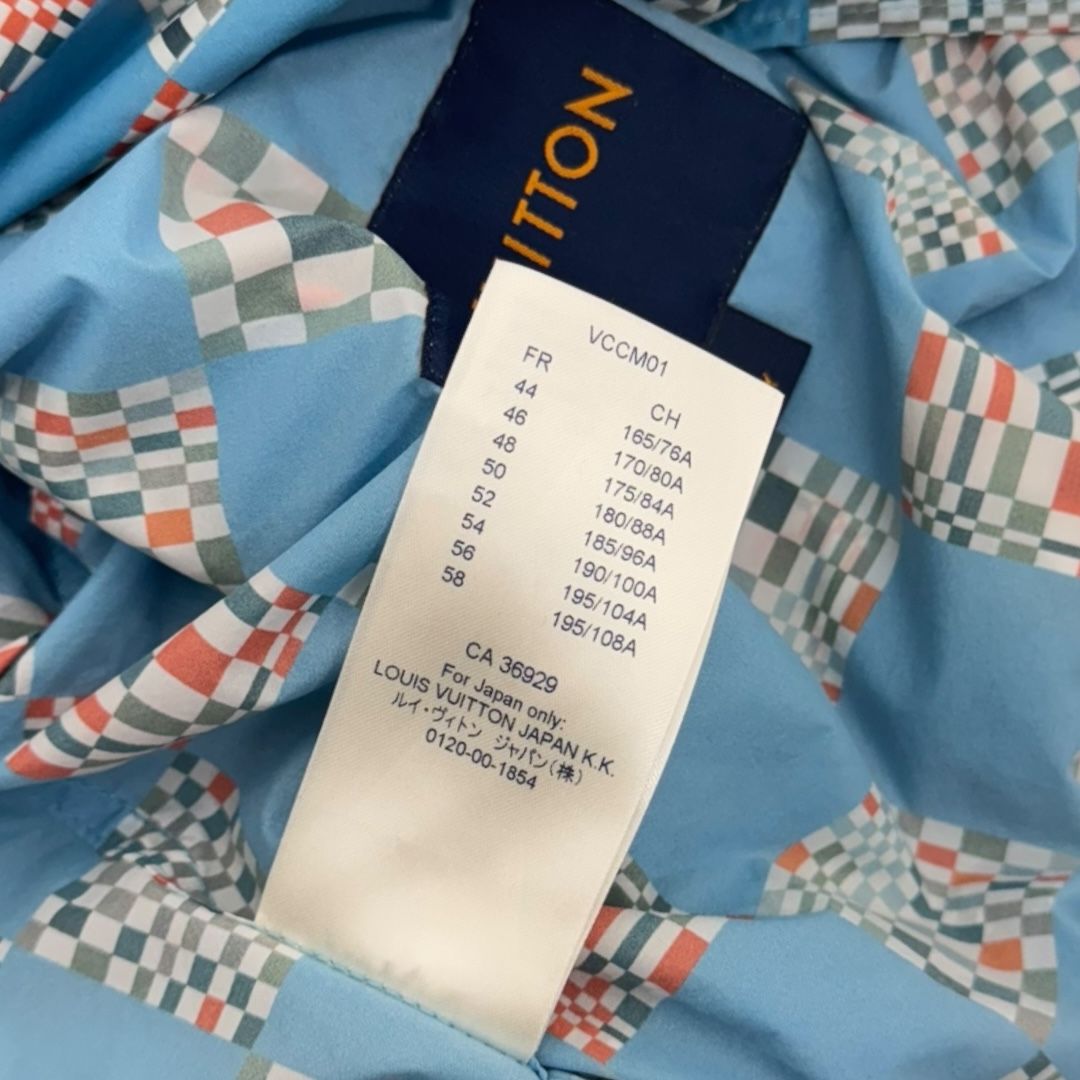 VUITTON
VCCM01
FR CH
44 165/76A
46 170/80A
48 175/84A
50 180/88A
52 185/96A
54 190/100A
56 195/104A
58 195/108A
CA 36929
For Japan only:
LOUIS VUITTON JAPAN K.K.
ルイ・ヴィトン ジャパン(株)
0120-00-1854